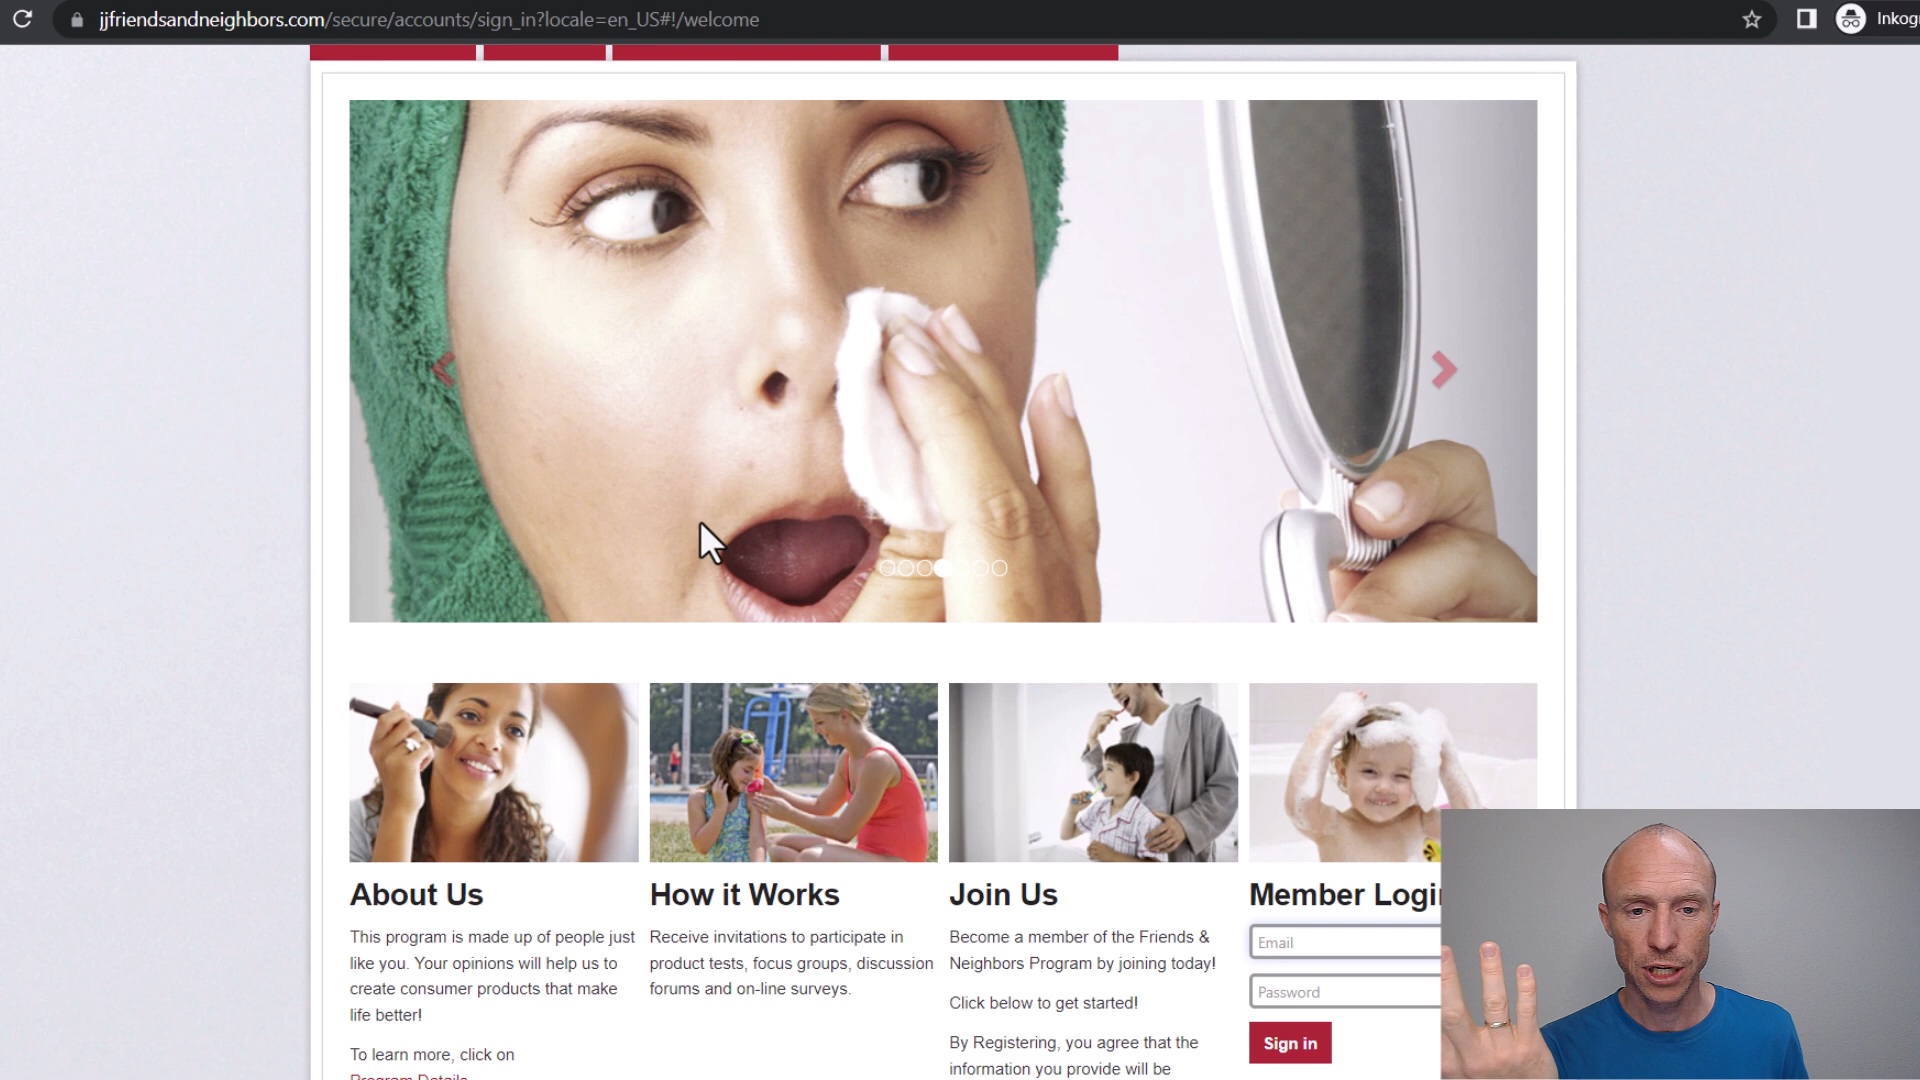 jjfriendsandneighbors.com/secure/accounts/sign_in?locale=en_US#!/welcome
Inkog
About Us
This program is made up of people just
like you. Your opinions will help us to
create consumer products that make
life better!
To learn more, click on
Program Details
How it Works
Receive invitations to participate in
product tests, focus groups, discussion
forums and on-line surveys.
Join Us
Become a member of the Friends &
Neighbors Program by joining today!
Click below to get started!
By Registering, you agree that the
information you provide will be
Member Login
Email
Password
Sign in